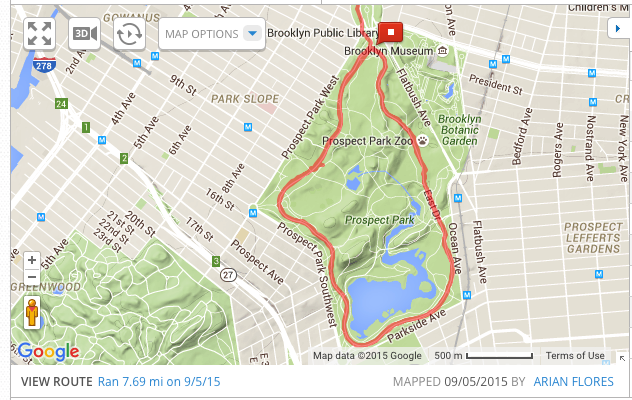 GOWANUS
Children's M
3D
MAP OPTIONS
Brooklyn Public Library
Brooklyn Museum
278
2nd Ave
9th St
President St
24
4th Ave
PARK SLOPE
Prospect Park West
Flatbush Ave
CR
1
5th Ave
6th Ave
Brooklyn
Botanic
Garden
Bedford Ave
Rogers Ave
Nostrand Ave
New York Ave
2
Prospect Park Zoo
8th Ave
16th St
East Dr
20th St
21st St
22nd St
23rd St
17th St
Prospect Park
Ocean Ave
Flatbush Ave
PROSPECT
LEFFERTS
GARDENS
5th Ave
Prospect Ave
Prospect Park Southwest
3
27
GREENWOOD
Parkside Ave
Google
Map data ©2015 Google
500 m
Terms of Use
VIEW ROUTE Ran 7.69 mi on 9/5/15
MAPPED 09/05/2015 BY ARIAN FLORES